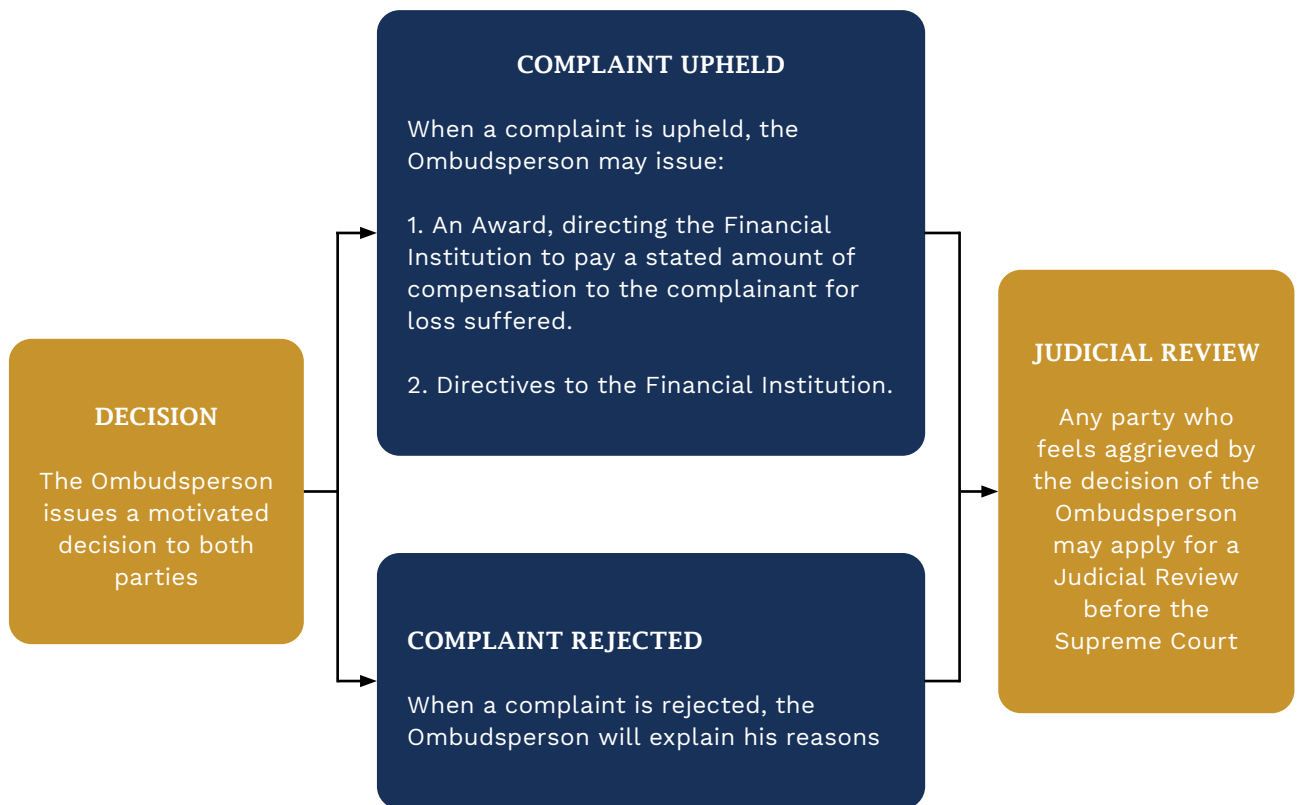 DECISION
The Ombudsperson
issues a motivated
decision to both
parties
COMPLAINT UPHELD
When a complaint is upheld, the
Ombudsperson may issue:
1. An Award, directing the Financial
Institution to pay a stated amount of
compensation to the complainant for
loss suffered.
2. Directives to the Financial Institution.
COMPLAINT REJECTED
When a complaint is rejected, the
Ombudsperson will explain his reasons
JUDICIAL REVIEW
Any party who
feels aggrieved by
the decision of the
Ombudsperson
may apply for a
Judicial Review
before the
Supreme Court